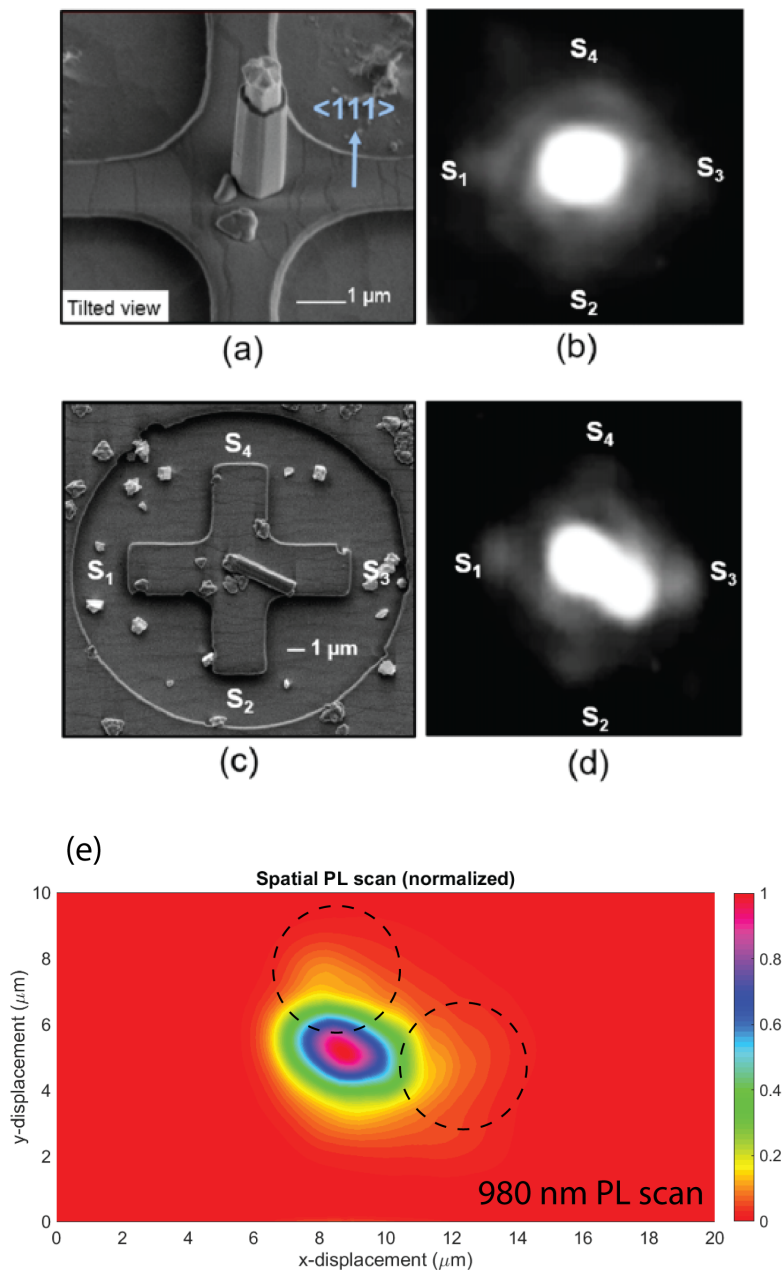 <111>
Tilted view
1 μm
(a)
S4
S1
S3
S2
(b)
S4
S1
S3
1 μm
S2
(c)
S4
S1
S3
S2
(d)
(e)
Spatial PL scan (normalized)
10
8
6
4
2
0
y-displacement (μm)
0 2 4 6 8 10 12 14 16 18 20
x-displacement (μm)
980 nm PL scan
1
0.8
0.6
0.4
0.2
0